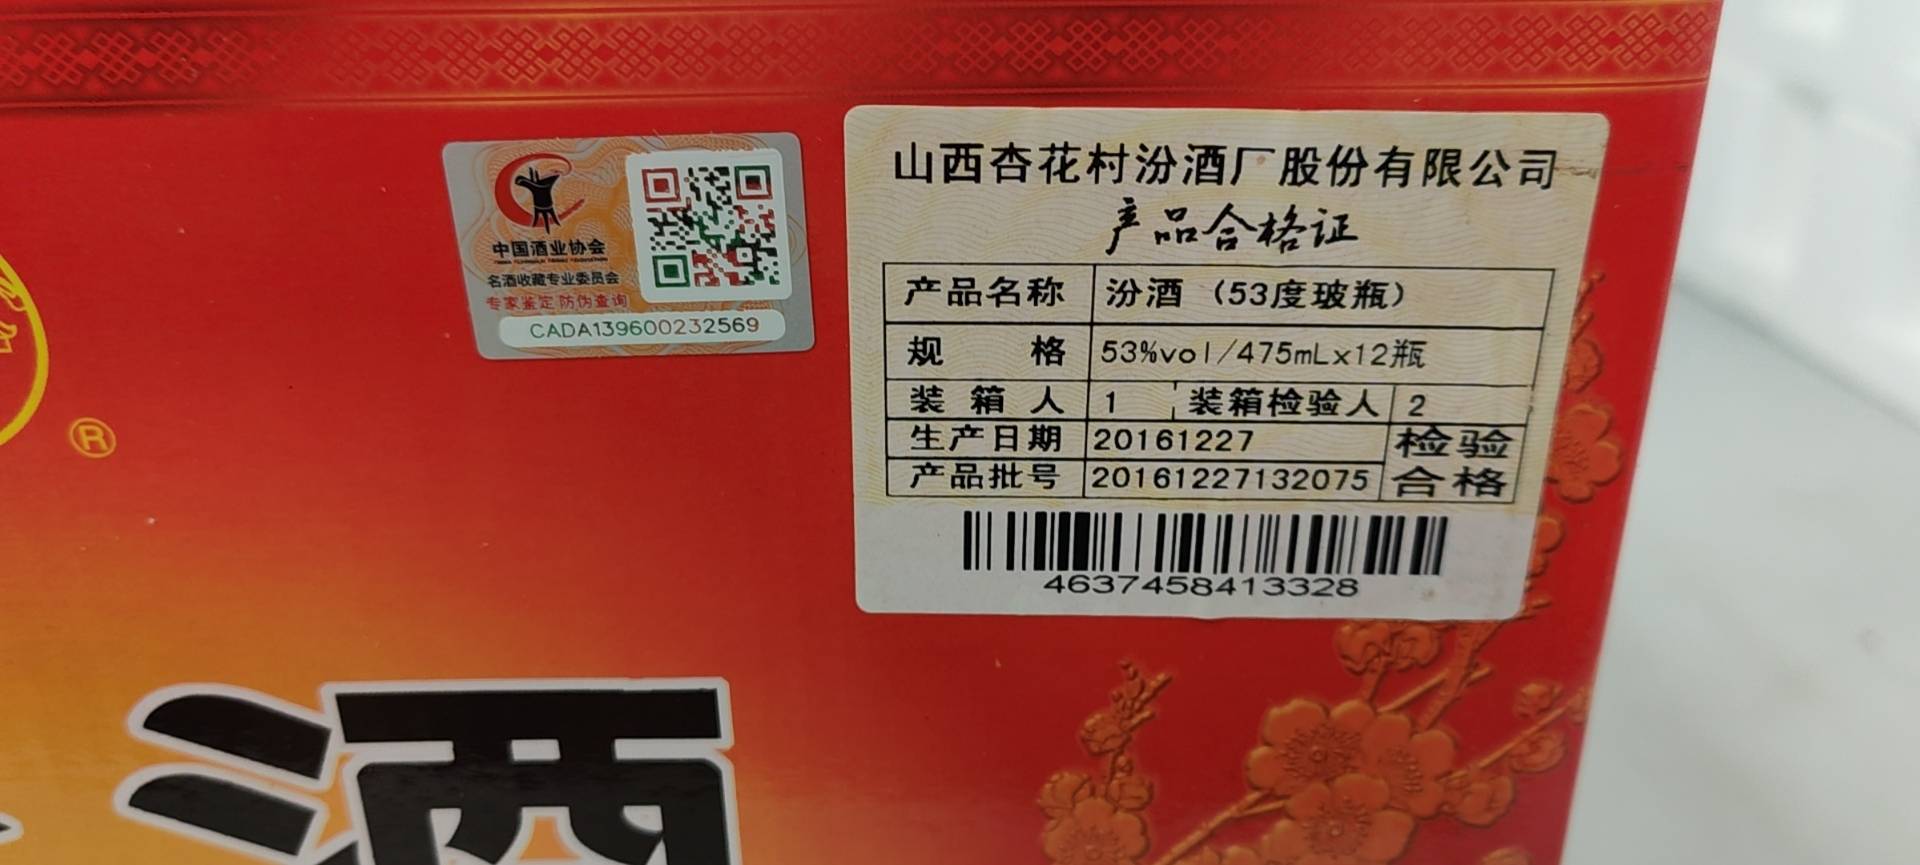 中国酒业协会
名酒收藏专业委员会
专家鉴定 防伪查询
CADA139600232569
山西杏花村汾酒厂股份有限公司
产品合格证
产品名称 汾酒（53度玻瓶）
规 格 53%vol/475mLx12瓶
装 箱 人 1 装箱检验人 2
生产日期 20161227 检验
产品批号 20161227132075 合格
4637458413328
®
酒